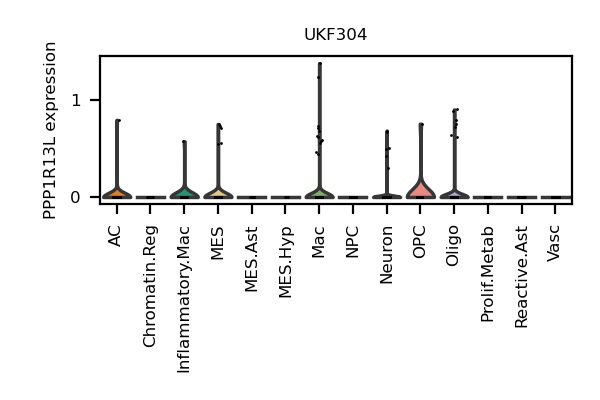 UKF304
PPP1R13L expression
1
0
AC
Chromatin.Reg
Inflammatory.Mac
MES
MES.Ast
MES.Hyp
Mac
NPC
Neuron
OPC
Oligo
Prolif.Metab
Reactive.Ast
Vasc